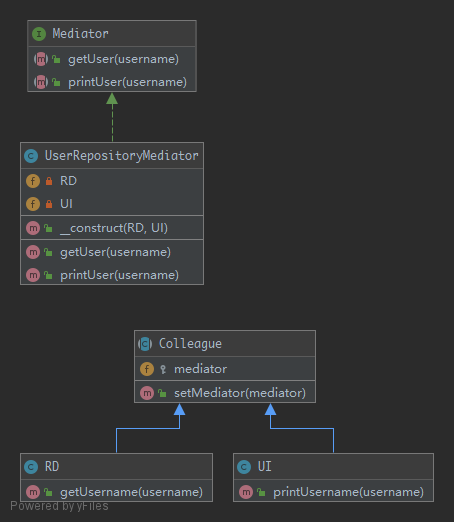 Mediator
getUser(username)
printUser(username)
UserRepositoryMediator
RD
UI
__construct(RD, UI)
getUser(username)
printUser(username)
Colleague
mediator
setMediator(mediator)
RD
getUsername(username)
UI
printUsername(username)
Powered by yFiles